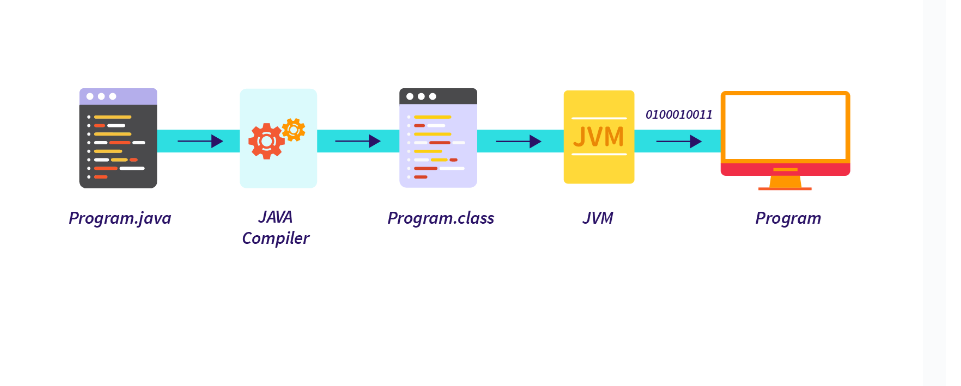 0100010011
JVM
Program.java
JAVA
Compiler
Program.class
JVM
Program